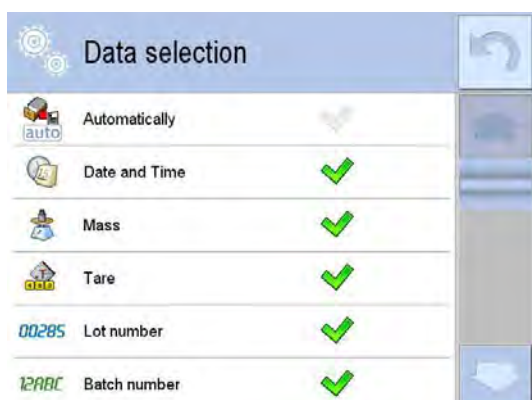 Data selection
auto
Automatically
Date and Time
Mass
Tare
00285
Lot number
12ABC
Batch number